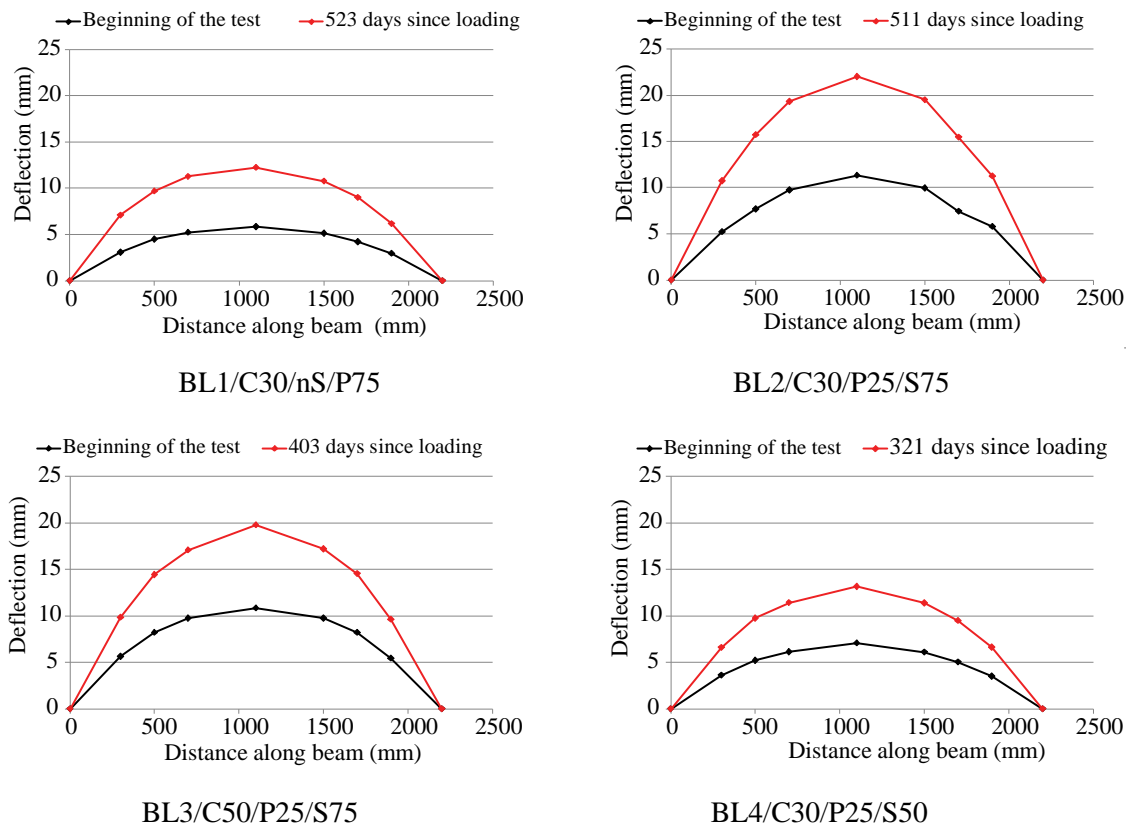 Beginning of the test 523 days since loading
25
20
15
10
5
0
Deflection (mm)
0 500 1000 1500 2000 2500
Distance along beam (mm)
BL1/C30/nS/P75
Beginning of the test 511 days since loading
25
20
15
10
5
0
Deflection (mm)
0 500 1000 1500 2000 2500
Distance along beam (mm)
BL2/C30/P25/S75
Beginning of the test 403 days since loading
25
20
15
10
5
0
Deflection (mm)
0 500 1000 1500 2000 2500
Distance along beam (mm)
BL3/C50/P25/S75
Beginning of the test 321 days since loading
25
20
15
10
5
0
Deflection (mm)
0 500 1000 1500 2000 2500
Distance along beam (mm)
BL4/C30/P25/S50